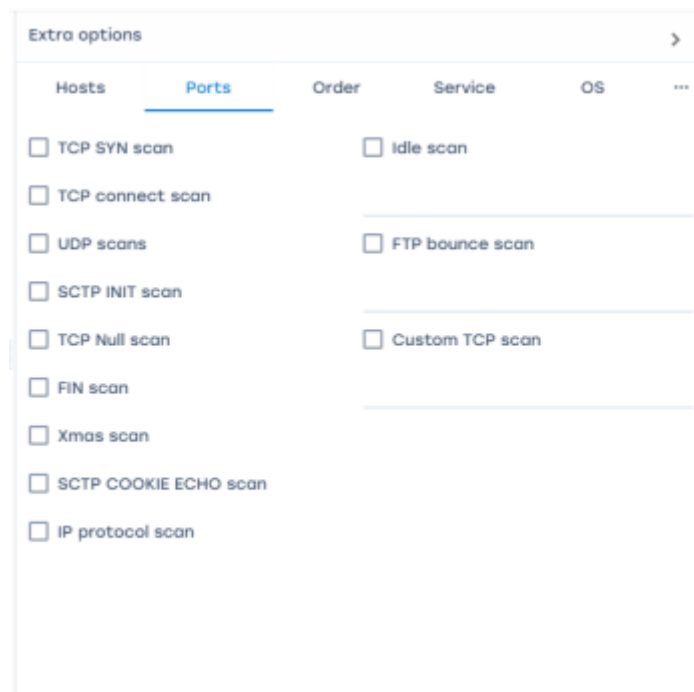 Extra options
Hosts Ports Order Service OS ...
TCP SYN scan
TCP connect scan
UDP scans
SCTP INIT scan
TCP Null scan
FIN scan
Xmas scan
SCTP COOKIE ECHO scan
IP protocol scan
Idle scan
FTP bounce scan
Custom TCP scan